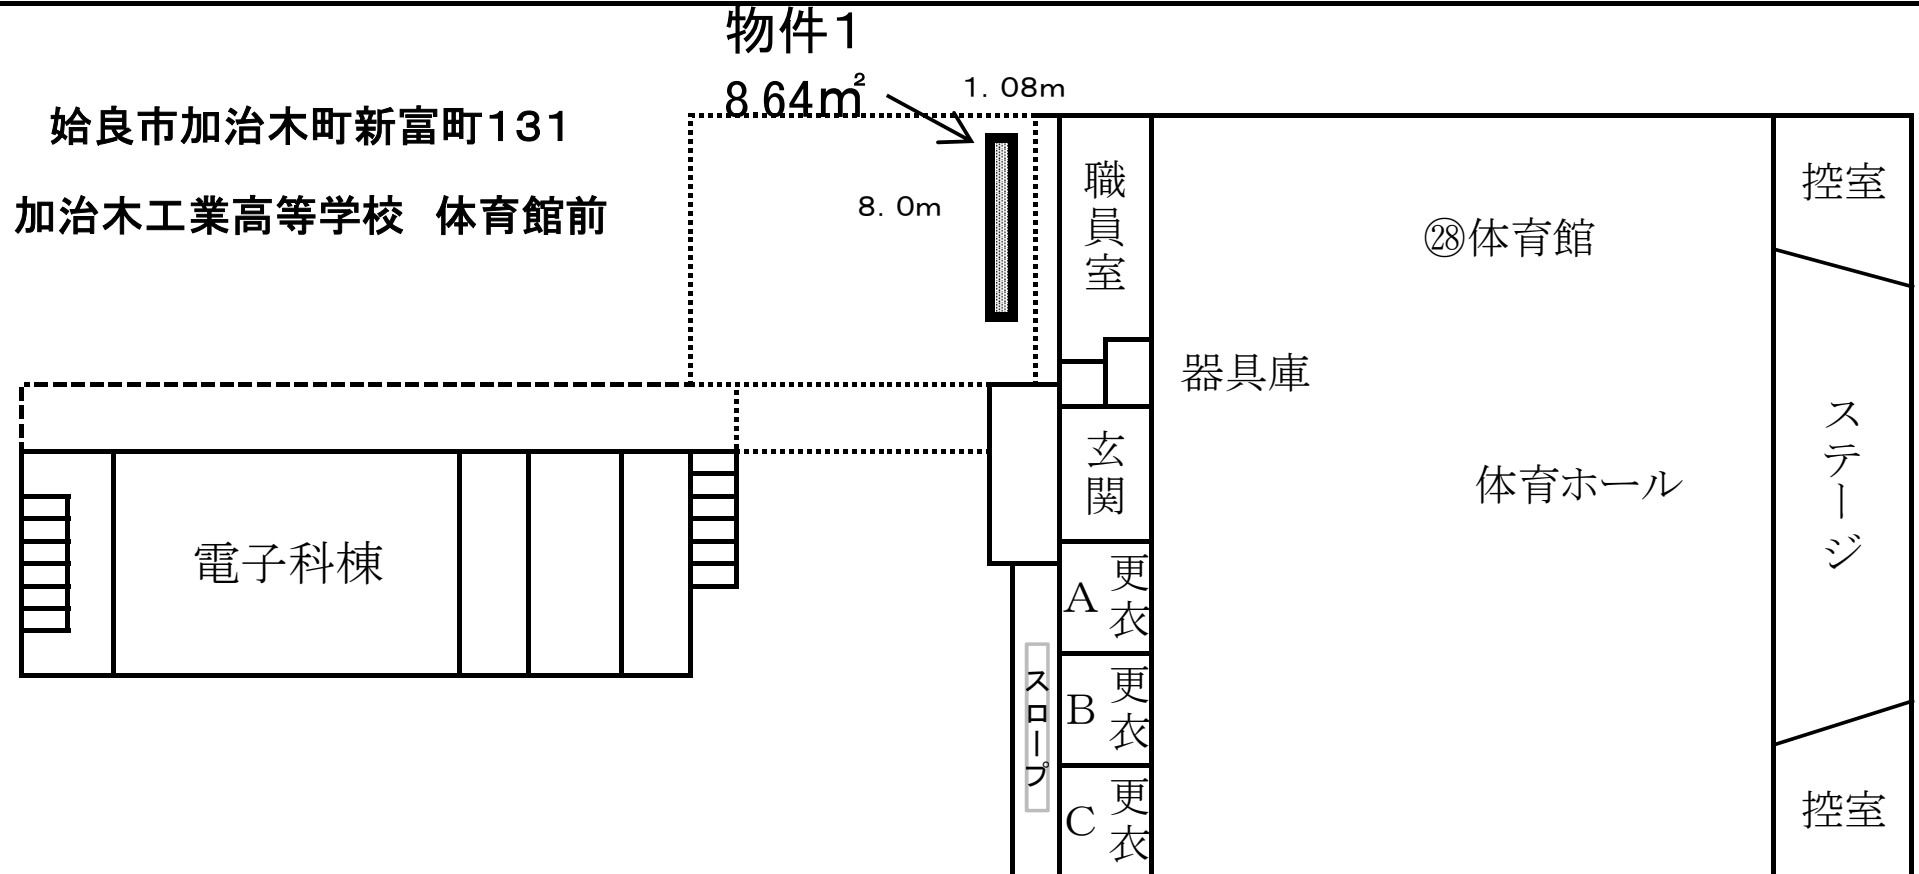 物件1
8.64㎡
1.08m
姶良市加治木町新富町131
加治木工業高等学校 体育館前
8.0m
職員室
控室
㉘体育館
器具庫
玄関
体育ホール
ステージ
電子科棟
A更衣
スロープ
B更衣
C更衣
控室